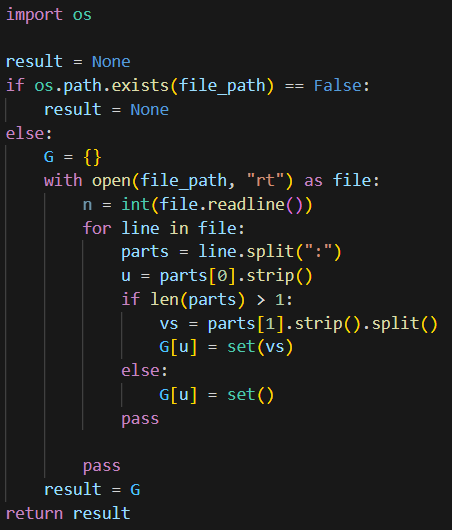 import os

result = None
if os.path.exists(file_path) == False:
    result = None
else:
    G = {}
    with open(file_path, "rt") as file:
        n = int(file.readline())
        for line in file:
            parts = line.split(":")
            u = parts[0].strip()
            if len(parts) > 1:
                vs = parts[1].strip().split()
                G[u] = set(vs)
            else:
                G[u] = set()
            pass

        pass
    result = G
return result